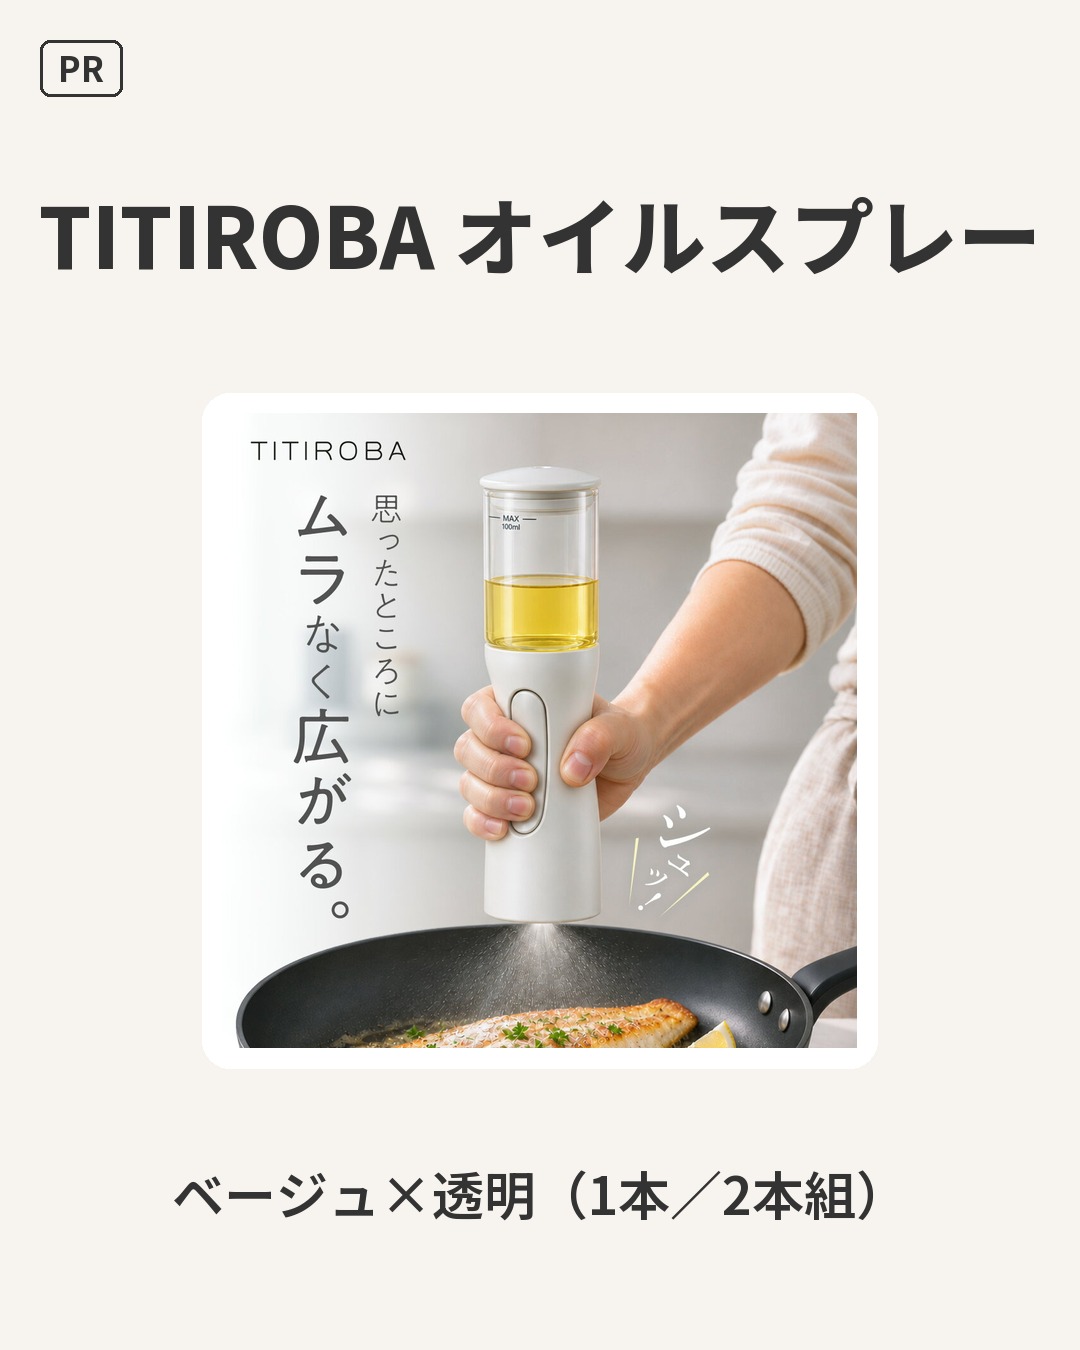 PR
TITIROBA オイルスプレー
TITIROBA
思ったところに
ムラなく広がる。
MAX
100ml
シュッ!
ベージュ×透明（1本／2本組）